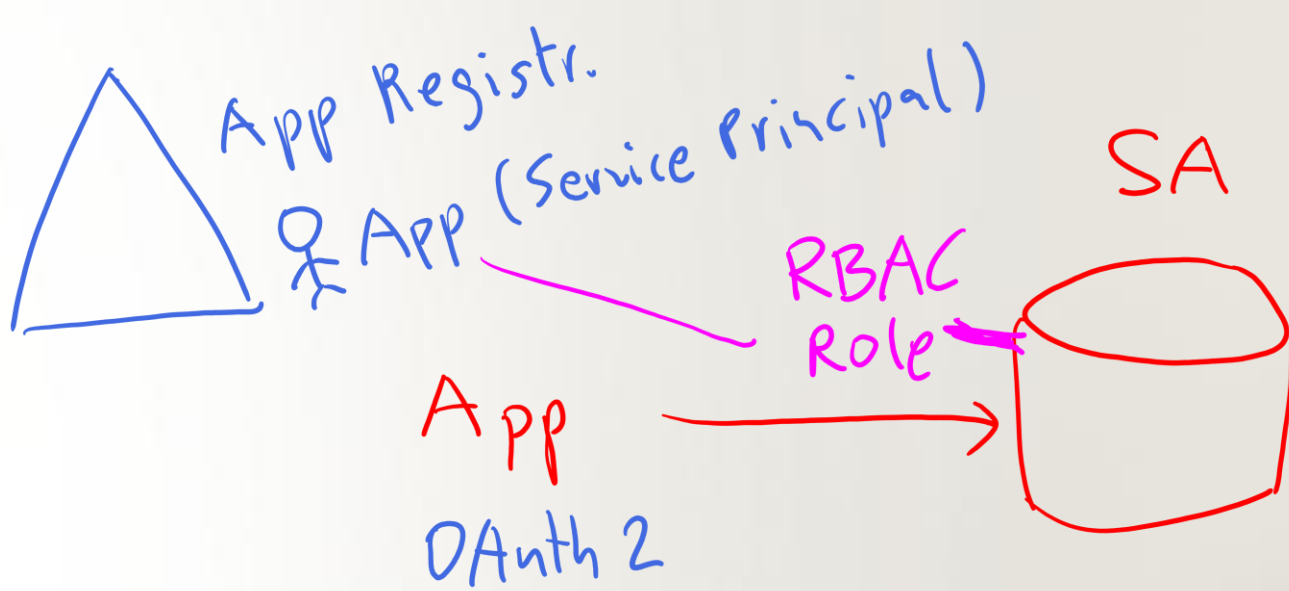 App Registr.
App (Service Principal)
SA
RBAC
Role
App
OAuth 2